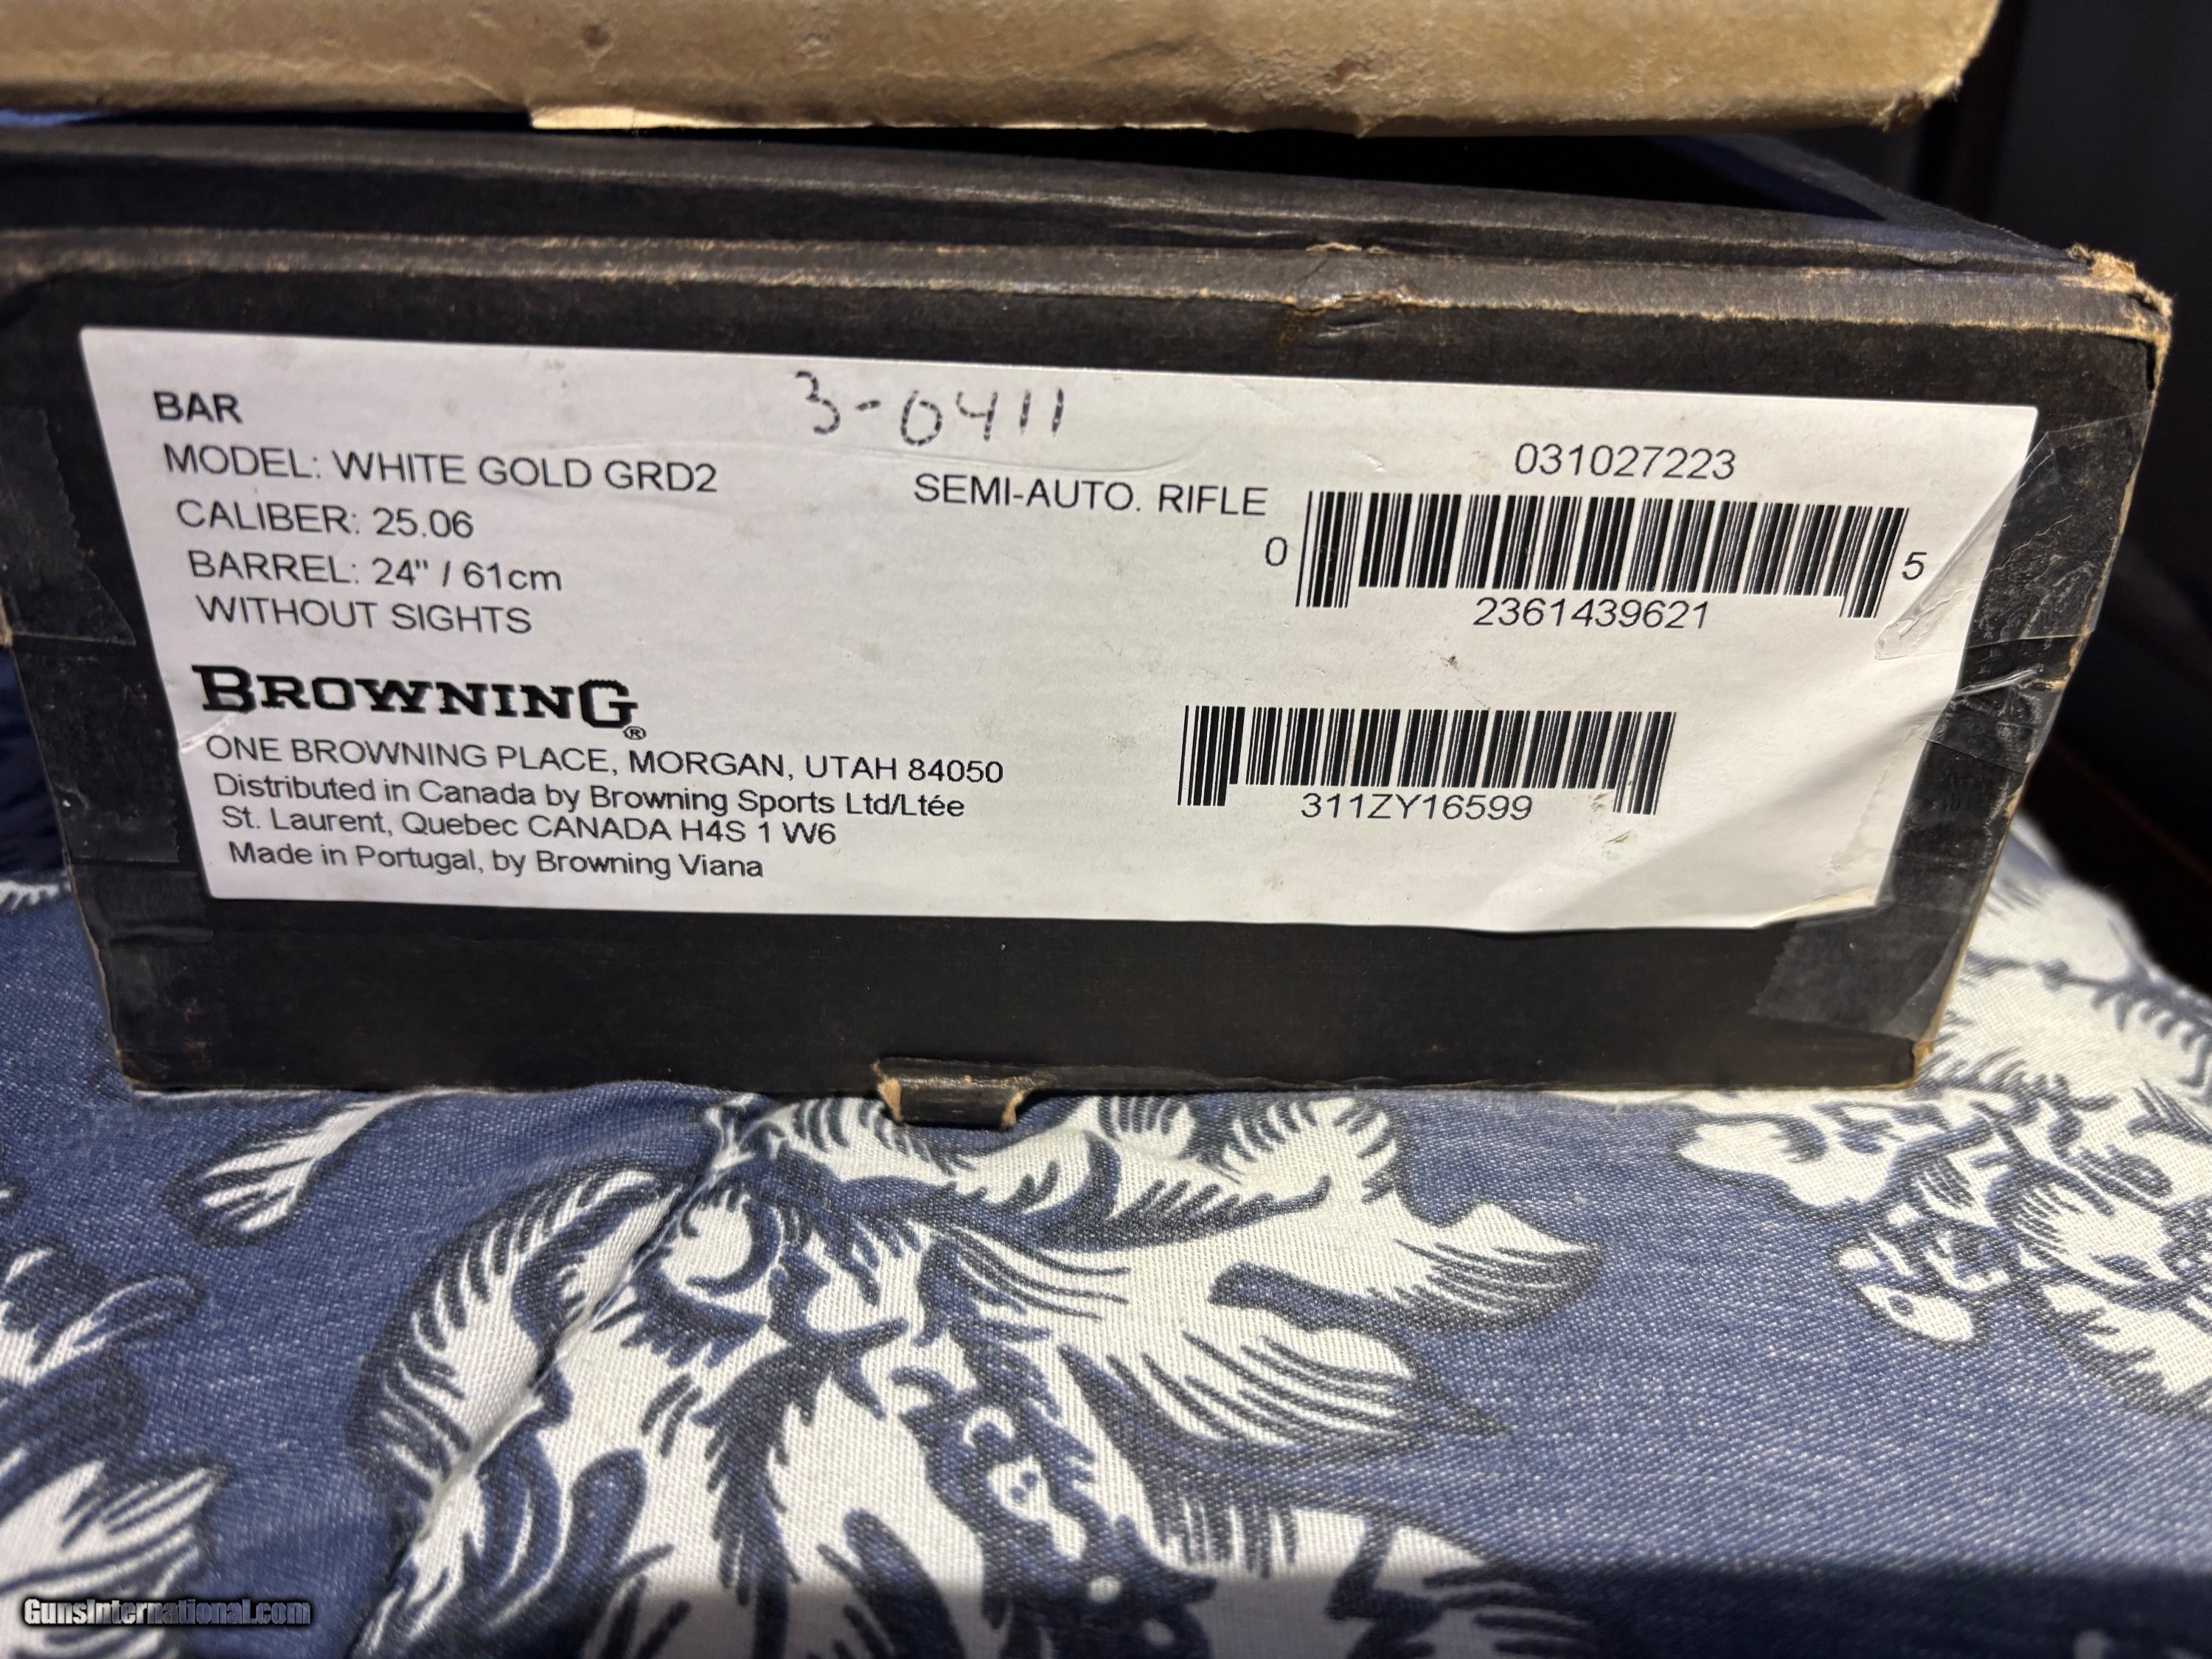 BAR
3-0411
MODEL: WHITE GOLD GRD2
SEMI-AUTO. RIFLE
031027223
CALIBER: 25.06
0 2361439621 5
BARREL: 24" / 61cm
WITHOUT SIGHTS
BROWNING®
ONE BROWNING PLACE, MORGAN, UTAH 84050
Distributed in Canada by Browning Sports Ltd/Ltée
St. Laurent, Quebec CANADA H4S 1 W6
Made in Portugal, by Browning Viana
311ZY16599
GunsInternational.com